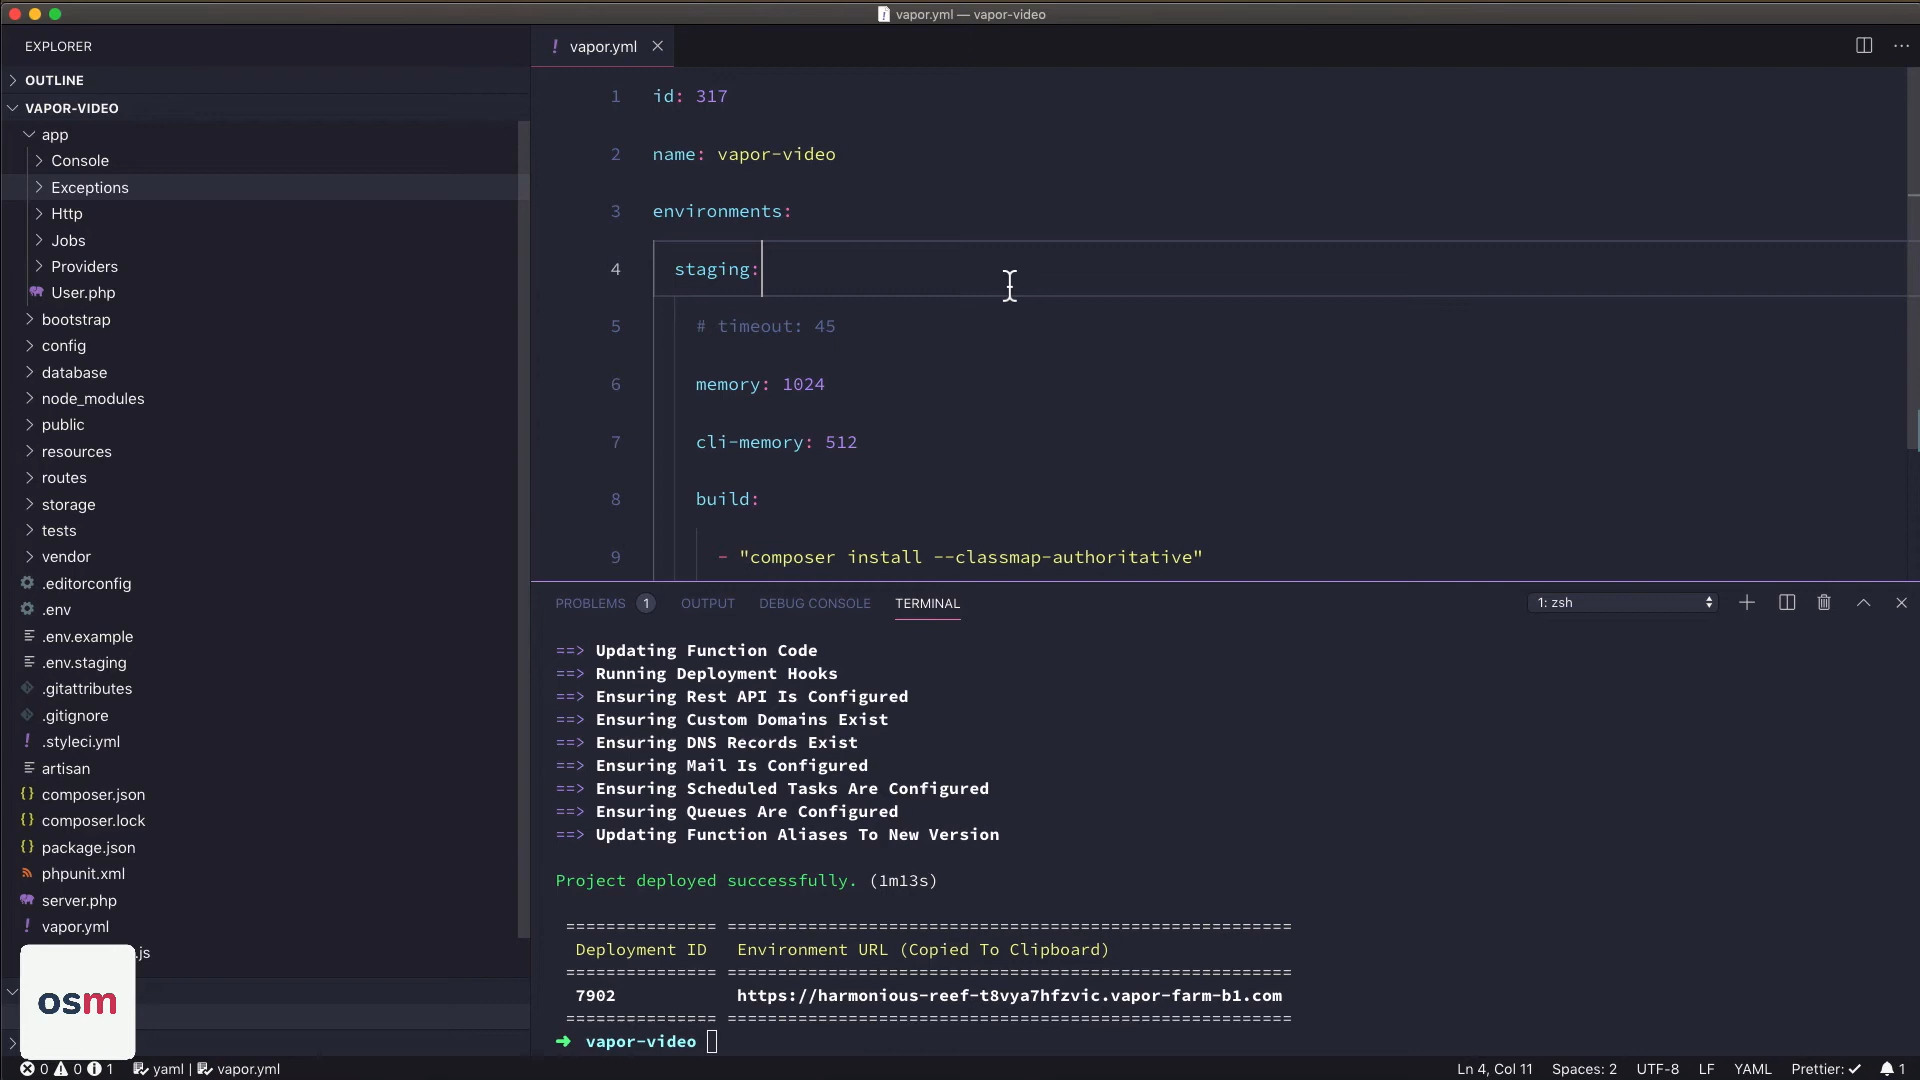 vapor.yml — vapor-video
EXPLORER
OUTLINE
VAPOR-VIDEO
app
Console
Exceptions
Http
Jobs
Providers
User.php
bootstrap
config
database
node_modules
public
resources
routes
storage
tests
vendor
.editorconfig
.env
.env.example
.env.staging
.gitattributes
.gitignore
.styleci.yml
artisan
composer.json
composer.lock
package.json
phpunit.xml
server.php
vapor.yml
.js
osm
! vapor.yml
1 id: 317
2 name: vapor-video
3 environments:
4 staging:
5 # timeout: 45
6 memory: 1024
7 cli-memory: 512
8 build:
9 - "composer install --classmap-authoritative"
PROBLEMS 1 OUTPUT DEBUG CONSOLE TERMINAL 1: zsh
==> Updating Function Code
==> Running Deployment Hooks
==> Ensuring Rest API Is Configured
==> Ensuring Custom Domains Exist
==> Ensuring DNS Records Exist
==> Ensuring Mail Is Configured
==> Ensuring Scheduled Tasks Are Configured
==> Ensuring Queues Are Configured
==> Updating Function Aliases To New Version
Project deployed successfully. (1m13s)
=============== ========================================================
Deployment ID Environment URL (Copied To Clipboard)
=============== ========================================================
7902 https://harmonious-reef-t8vya7hfzvic.vapor-farm-b1.com
=============== ========================================================
➜ vapor-video
0 0 1 yaml | vapor.yml Ln 4, Col 11 Spaces: 2 UTF-8 LF YAML Prettier: ✓ 1